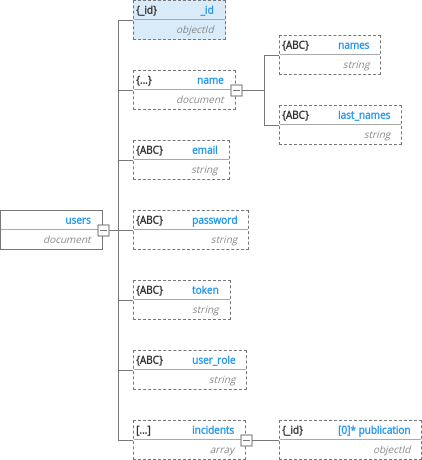 {_id} _id
objectId
{...} name
document
{ABC} names
string
{ABC} last_names
string
{ABC} email
string
users
document
{ABC} password
string
{ABC} token
string
{ABC} user_role
string
[...] incidents
array
{_id} [0]* publication
objectId